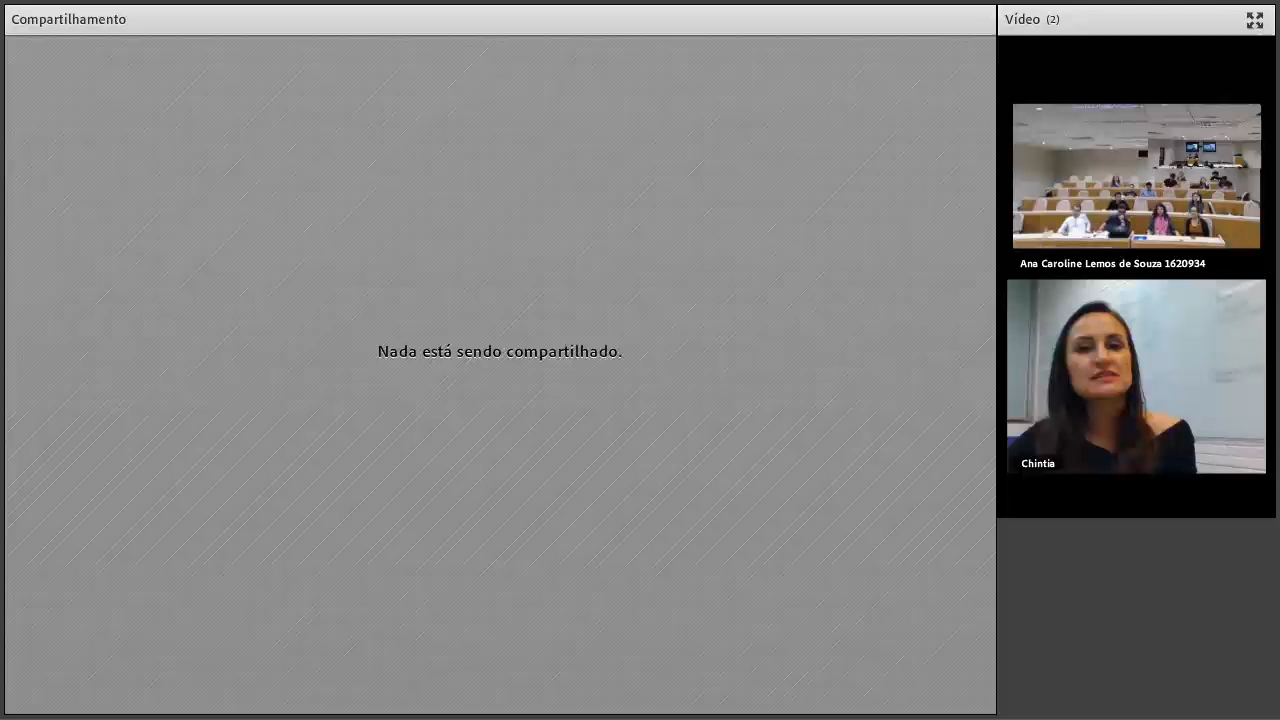 Compartilhamento
Vídeo (2)
Nada está sendo compartilhado.
Ana Caroline Lemos de Souza 1620934
Chintia